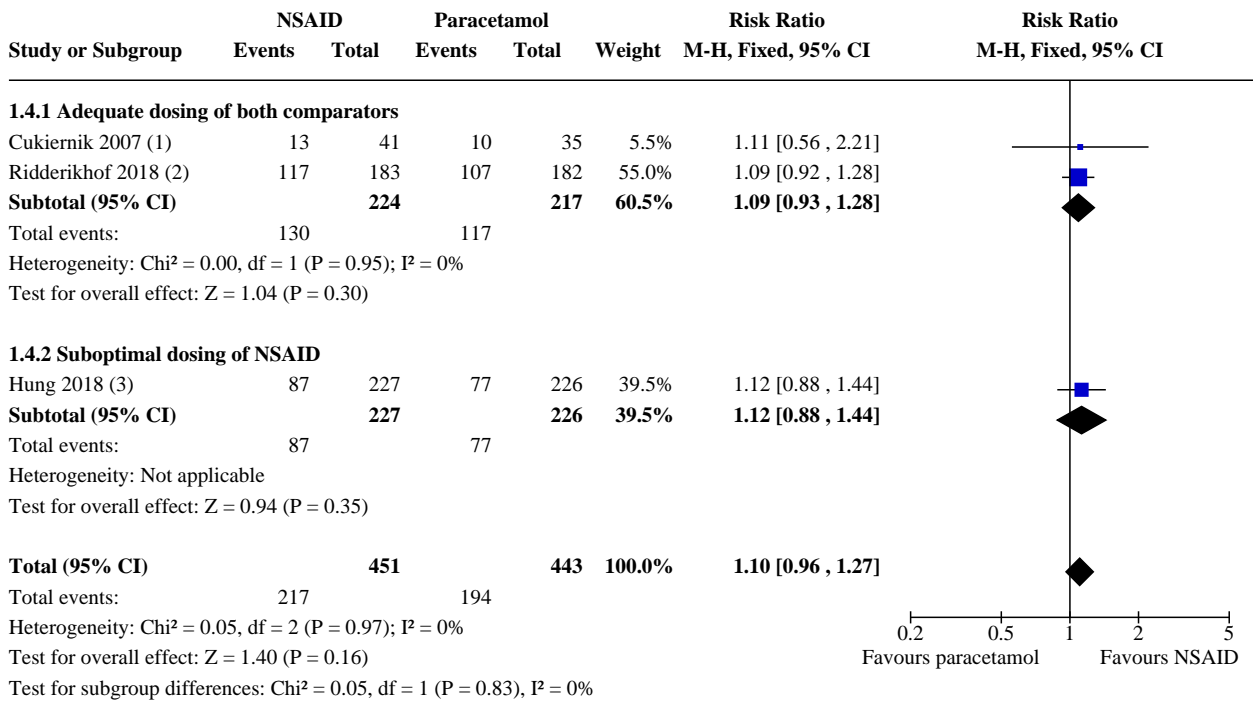 NSAID Paracetamol Risk Ratio Risk Ratio
Study or Subgroup Events Total Events Total Weight M-H, Fixed, 95% CI M-H, Fixed, 95% CI
1.4.1 Adequate dosing of both comparators
Cukiernik 2007 (1) 13 41 10 35 5.5% 1.11 [0.56 , 2.21]
Ridderikhof 2018 (2) 117 183 107 182 55.0% 1.09 [0.92 , 1.28]
Subtotal (95% CI) 224 217 60.5% 1.09 [0.93 , 1.28]
Total events: 130 117
Heterogeneity: Chi² = 0.00, df = 1 (P = 0.95); I² = 0%
Test for overall effect: Z = 1.04 (P = 0.30)
1.4.2 Suboptimal dosing of NSAID
Hung 2018 (3) 87 227 77 226 39.5% 1.12 [0.88 , 1.44]
Subtotal (95% CI) 227 226 39.5% 1.12 [0.88 , 1.44]
Total events: 87 77
Heterogeneity: Not applicable
Test for overall effect: Z = 0.94 (P = 0.35)
Total (95% CI) 451 443 100.0% 1.10 [0.96 , 1.27]
Total events: 217 194
Heterogeneity: Chi² = 0.05, df = 2 (P = 0.97); I² = 0% 0.2 0.5 1 2 5
Test for overall effect: Z = 1.40 (P = 0.16) Favours paracetamol Favours NSAID
Test for subgroup differences: Chi² = 0.05, df = 1 (P = 0.83), I² = 0%